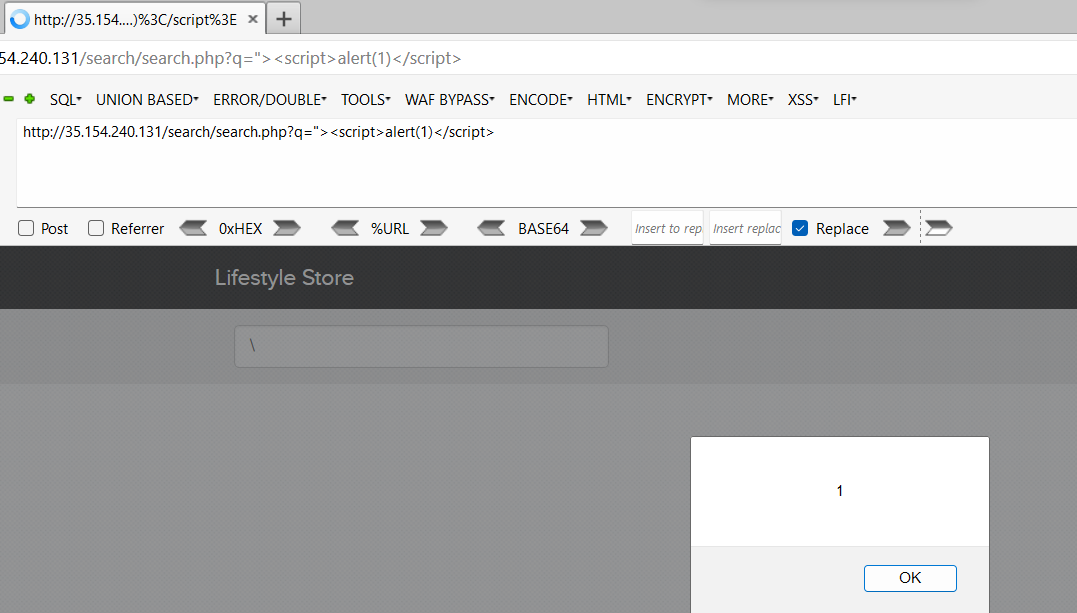 http://35.154....)%3C/script%3E
54.240.131/search/search.php?q="><script>alert(1)</script>
SQL UNION BASED ERROR/DOUBLE TOOLS WAF BYPASS ENCODE HTML ENCRYPT MORE XSS LFI
http://35.154.240.131/search/search.php?q="><script>alert(1)</script>
Post Referrer 0xHEX %URL BASE64 Insert to rep Insert replac Replace
Lifestyle Store
\
1
OK